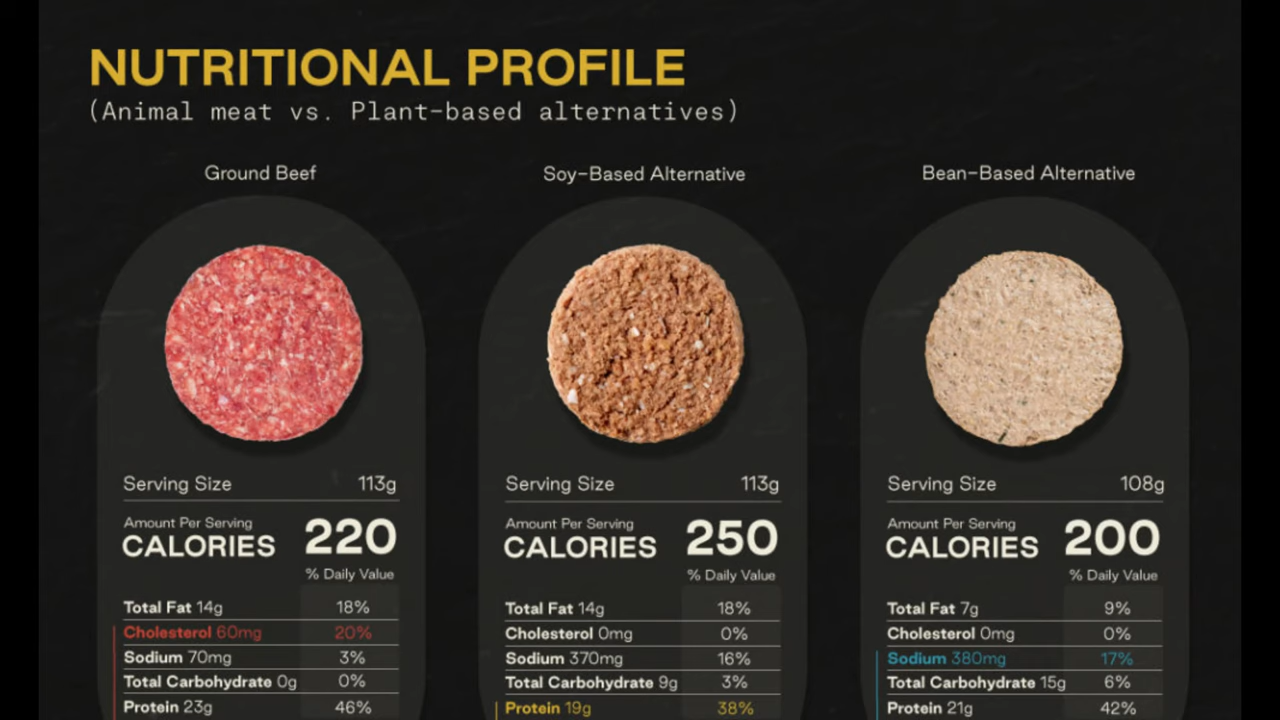 NUTRITIONAL PROFILE
(Animal meat vs. Plant-based alternatives)
Ground Beef
Serving Size 113g
Amount Per Serving
CALORIES 220
% Daily Value
Total Fat 14g 18%
Cholesterol 60mg 20%
Sodium 70mg 3%
Total Carbohydrate 0g 0%
Protein 23g 46%
Soy-Based Alternative
Serving Size 113g
Amount Per Serving
CALORIES 250
% Daily Value
Total Fat 14g 18%
Cholesterol 0mg 0%
Sodium 370mg 16%
Total Carbohydrate 9g 3%
Protein 19g 38%
Bean-Based Alternative
Serving Size 108g
Amount Per Serving
CALORIES 200
% Daily Value
Total Fat 7g 9%
Cholesterol 0mg 0%
Sodium 380mg 17%
Total Carbohydrate 15g 6%
Protein 21g 42%